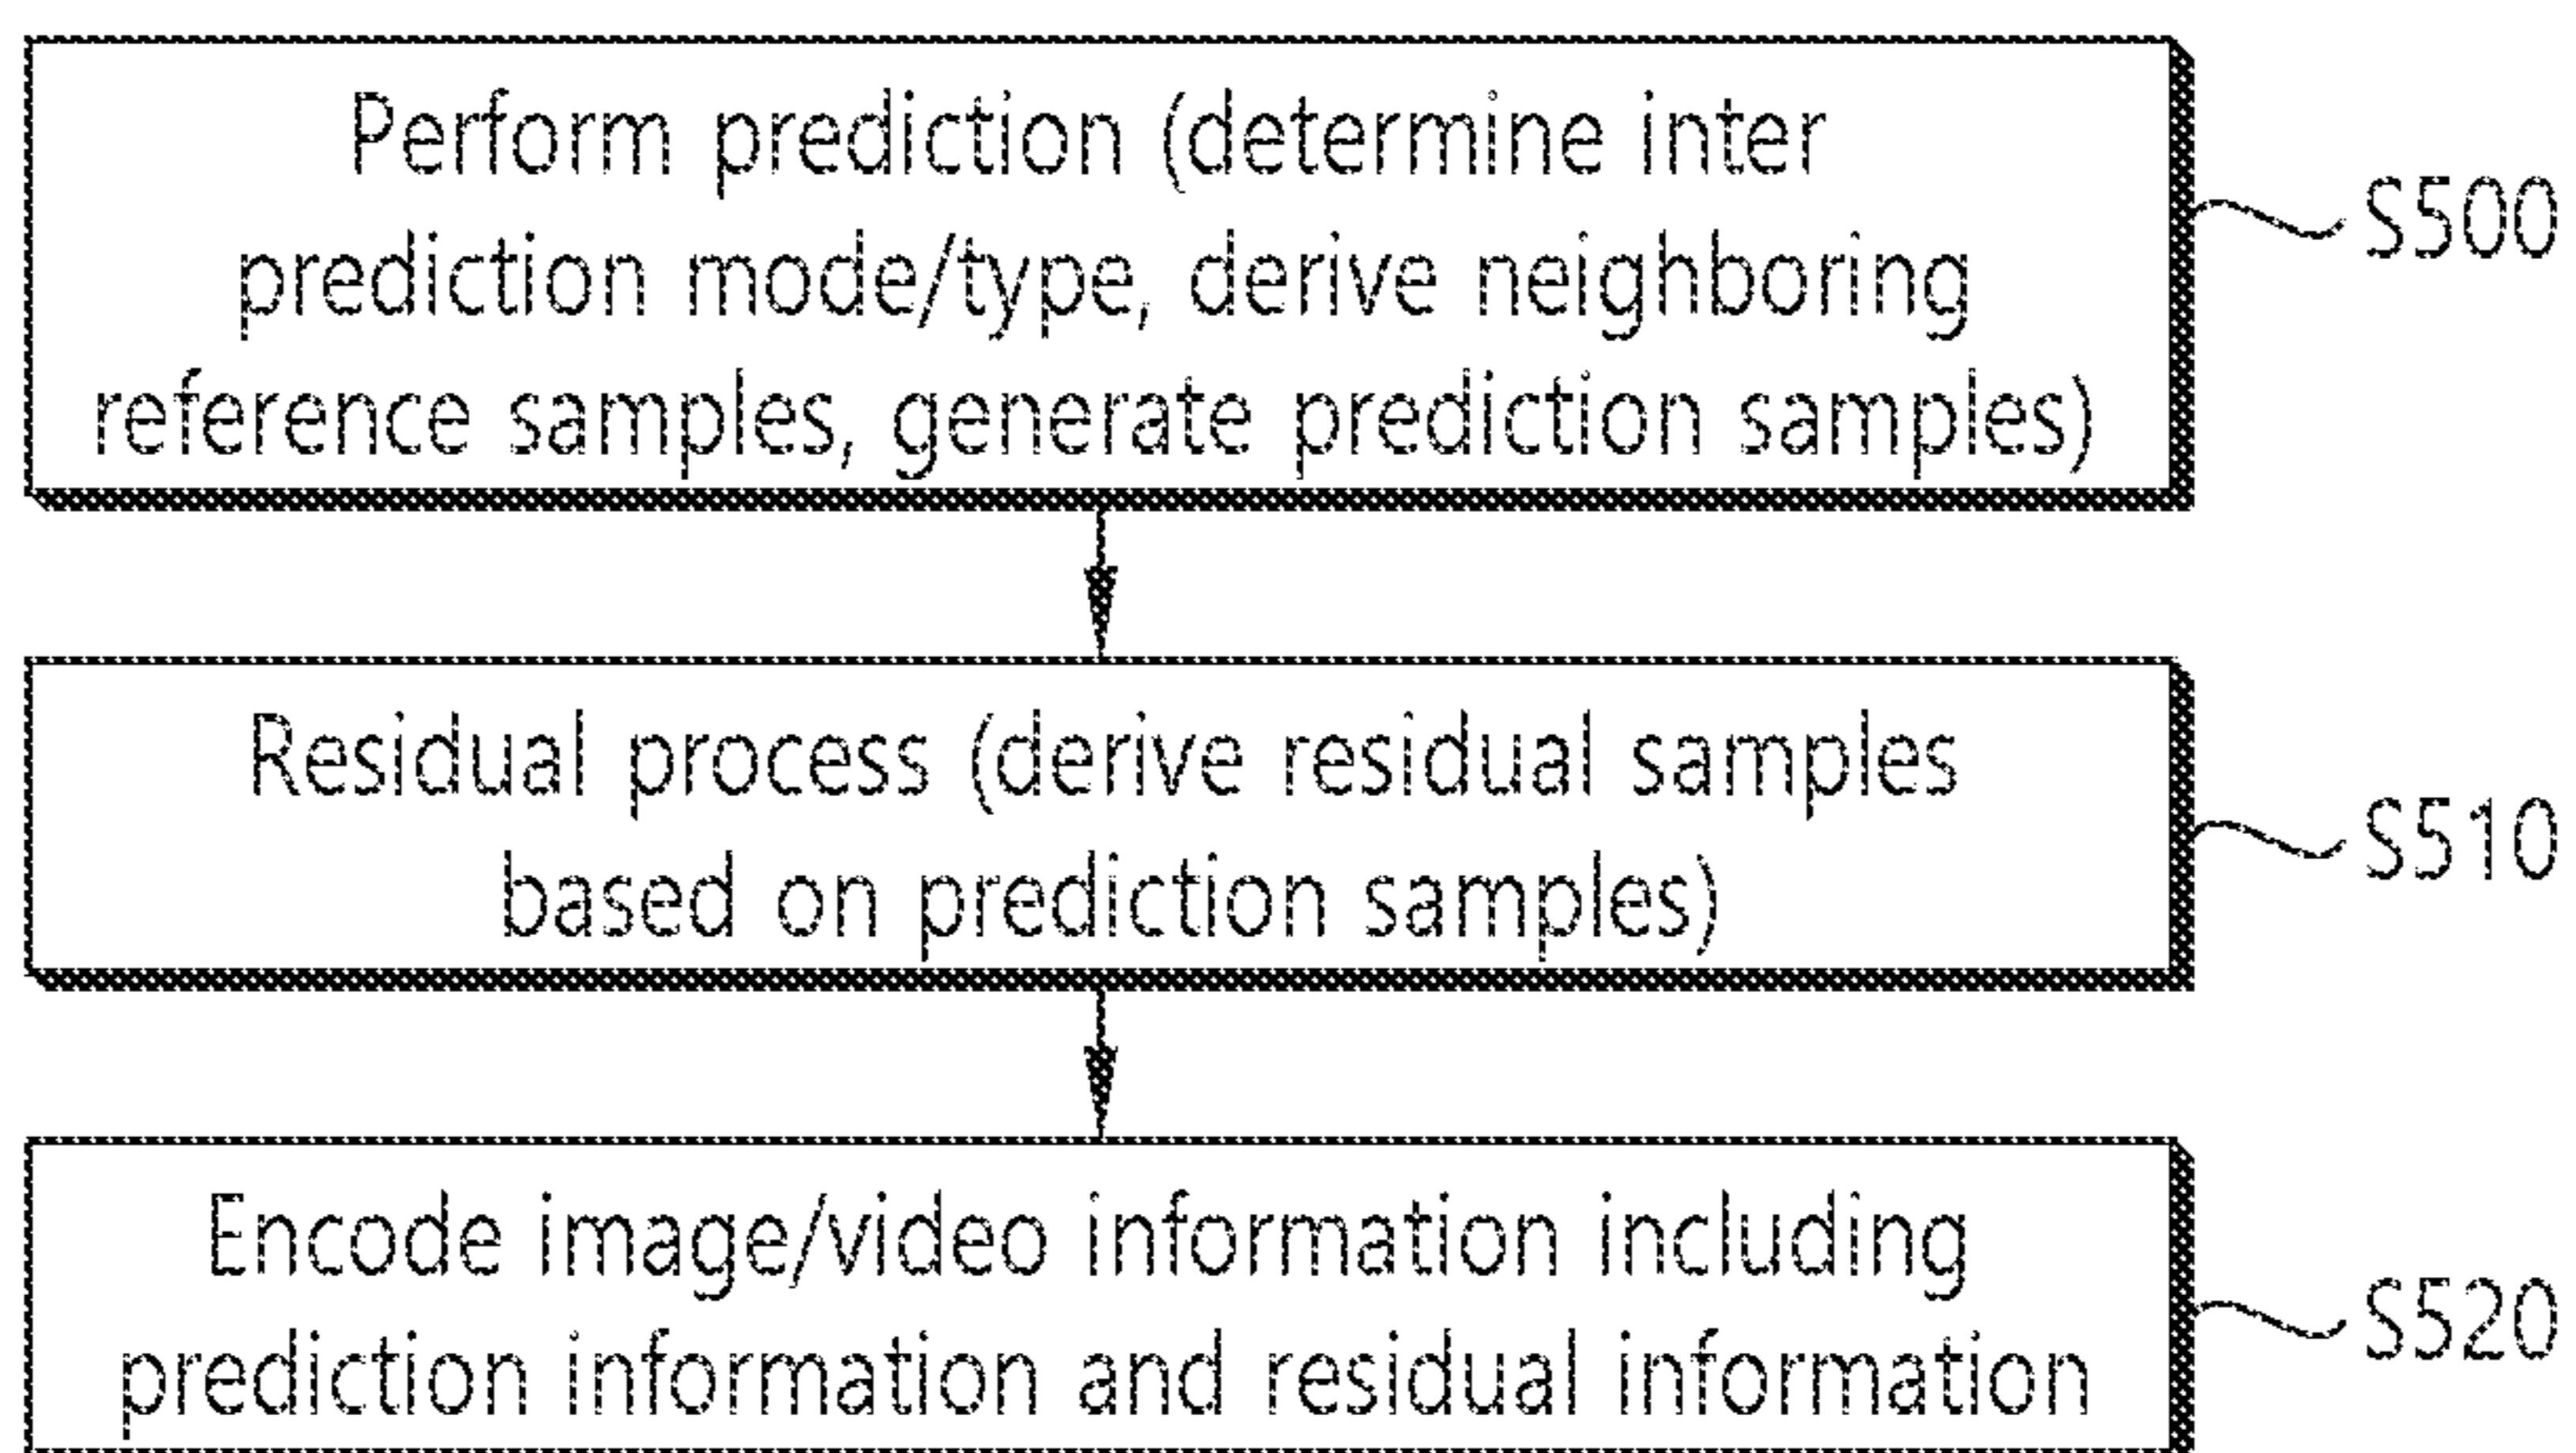 Perform prediction (determine inter
prediction mode/type, derive neighboring
reference samples, generate prediction samples)
S500
Residual process (derive residual samples
based on prediction samples)
S510
Encode image/video information including
prediction information and residual information
S520